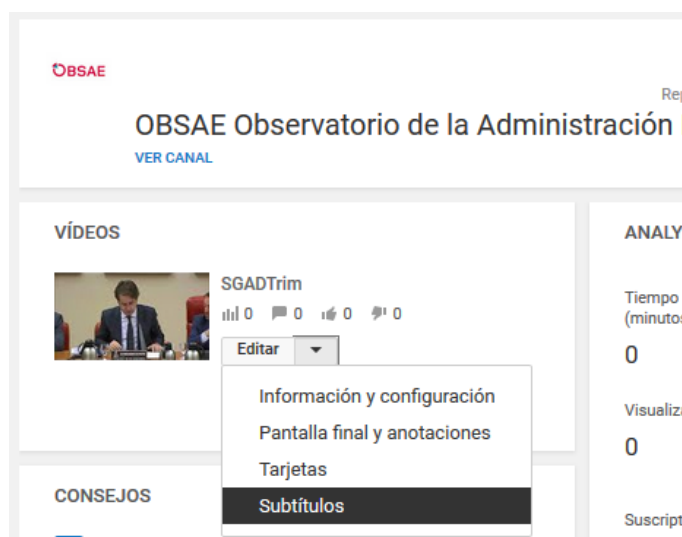 OBSAE
OBSAE Observatorio de la Administración
VER CANAL
VÍDEOS
SGADTrim
0 0 0 0
Editar
Información y configuración
Pantalla final y anotaciones
Tarjetas
Subtítulos
CONSEJOS
Tiempo
0
0